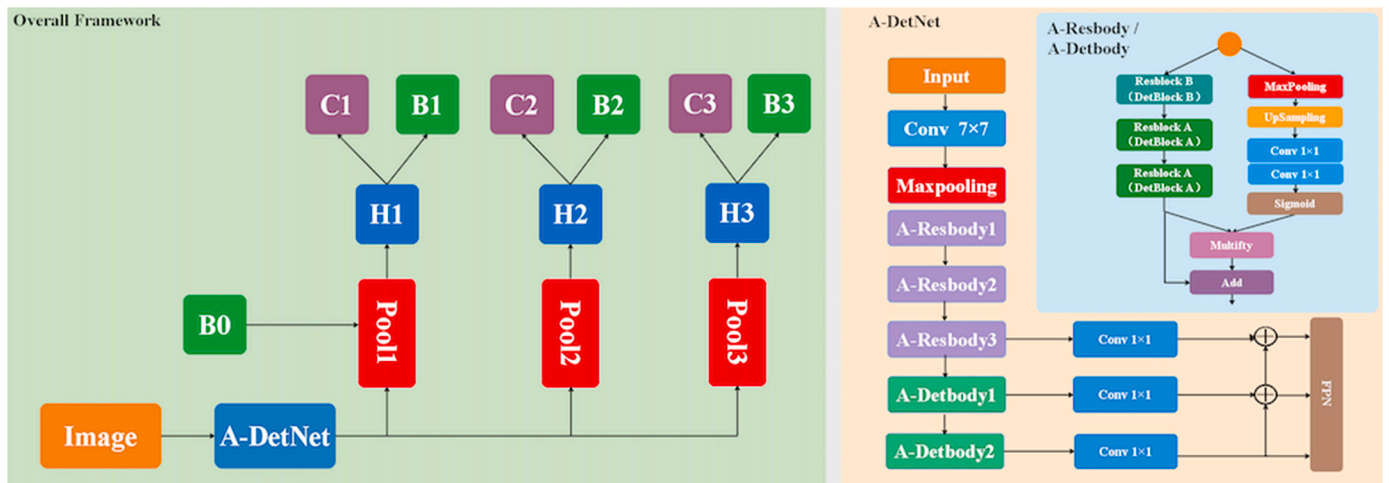 Overall Framework
C1
B1
C2
B2
C3
B3
H1
H2
H3
B0
Pool1
Pool2
Pool3
Image
A-DetNet
A-DetNet
Input
Conv 7×7
Maxpooling
A-Resbody1
A-Resbody2
A-Resbody3
A-Detbody1
A-Detbody2
Conv 1×1
Conv 1×1
Conv 1×1
FPN
A-Resbody /
A-Detbody
Resblock B
(DetBlock B)
Resblock A
(DetBlock A)
Resblock A
(DetBlock A)
MaxPooling
UpSampling
Conv 1×1
Conv 1×1
Sigmoid
Multifty
Add